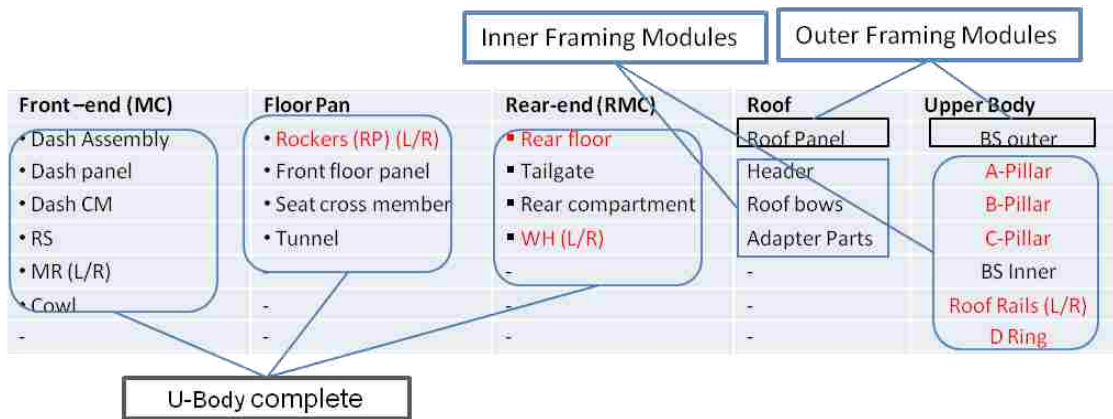 Inner Framing Modules Outer Framing Modules
Front –end (MC) Floor Pan Rear-end (RMC) Roof Upper Body
• Dash Assembly • Rockers (RP) (L/R) ▪ Rear floor Roof Panel BS outer
• Dash panel • Front floor panel ▪ Tailgate Header A-Pillar
• Dash CM • Seat cross member ▪ Rear compartment Roof bows B-Pillar
• RS • Tunnel ▪ WH (L/R) Adapter Parts C-Pillar
• MR (L/R) - - - BS Inner
• Cowl - - - Roof Rails (L/R)
- - - - D Ring
U-Body complete